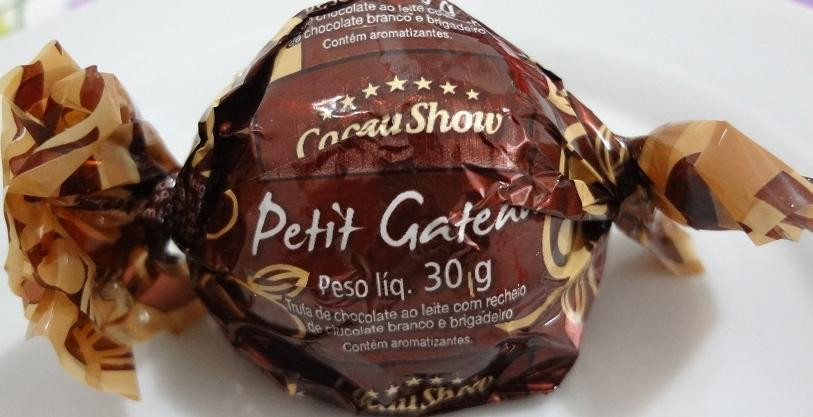 chocolate ao leite com
de chocolate branco e brigadeiro
Contém aromatizantes.
Cacau Show
Petit Gateau
Peso líq. 30g
Trufa de chocolate ao leite com recheio
de chocolate branco e brigadeiro
Contém aromatizantes.
Cacau Show